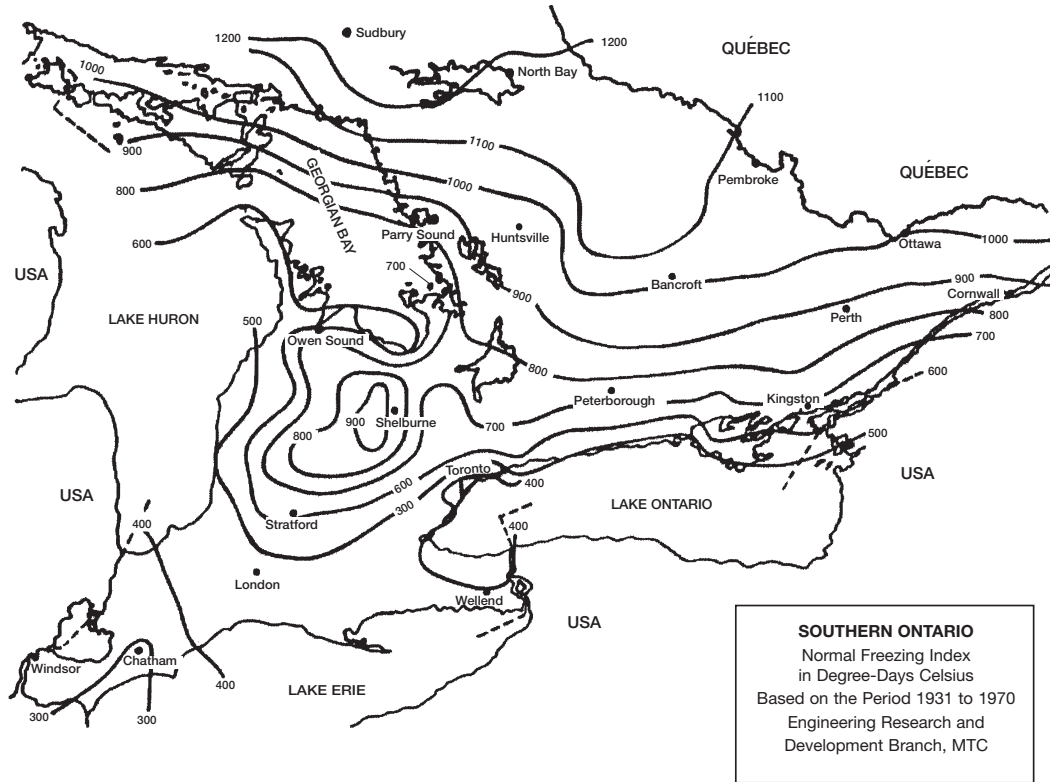 1200
Sudbury
1200
QUÉBEC
1000
North Bay
1100
900
1100
1000
Pembroke
QUÉBEC
800
GEORGIAN BAY
600
Parry Sound
Huntsville
Ottawa
1000
USA
700
Bancroft
900
900
Cornwall
LAKE HURON
500
Perth
800
Owen Sound
700
800
600
Peterborough
Kingston
900
Shelburne
800
700
500
USA
Toronto
USA
600
400
300
LAKE ONTARIO
Stratford
400
400
London
Wellend
USA
Windsor
Chatham
400
LAKE ERIE
300
300
SOUTHERN ONTARIO
Normal Freezing Index
in Degree-Days Celsius
Based on the Period 1931 to 1970
Engineering Research and
Development Branch, MTC